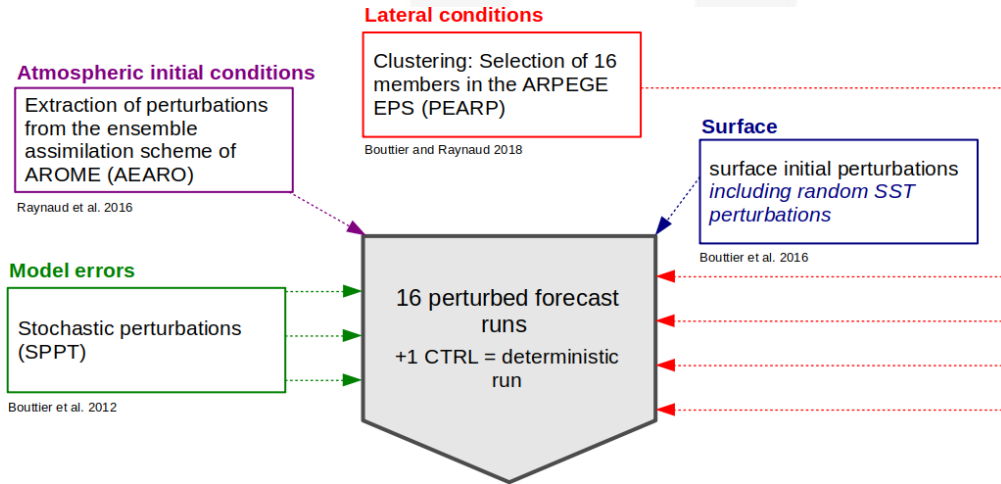 Lateral conditions
Clustering: Selection of 16
members in the ARPEGE
EPS (PEARP)
Bouttier and Raynaud 2018
Atmospheric initial conditions
Extraction of perturbations
from the ensemble
assimilation scheme of
AROME (AEARO)
Raynaud et al. 2016
Surface
surface initial perturbations
including random SST
perturbations
Bouttier et al. 2016
Model errors
Stochastic perturbations
(SPPT)
Bouttier et al. 2012
16 perturbed forecast
runs
+1 CTRL = deterministic
run